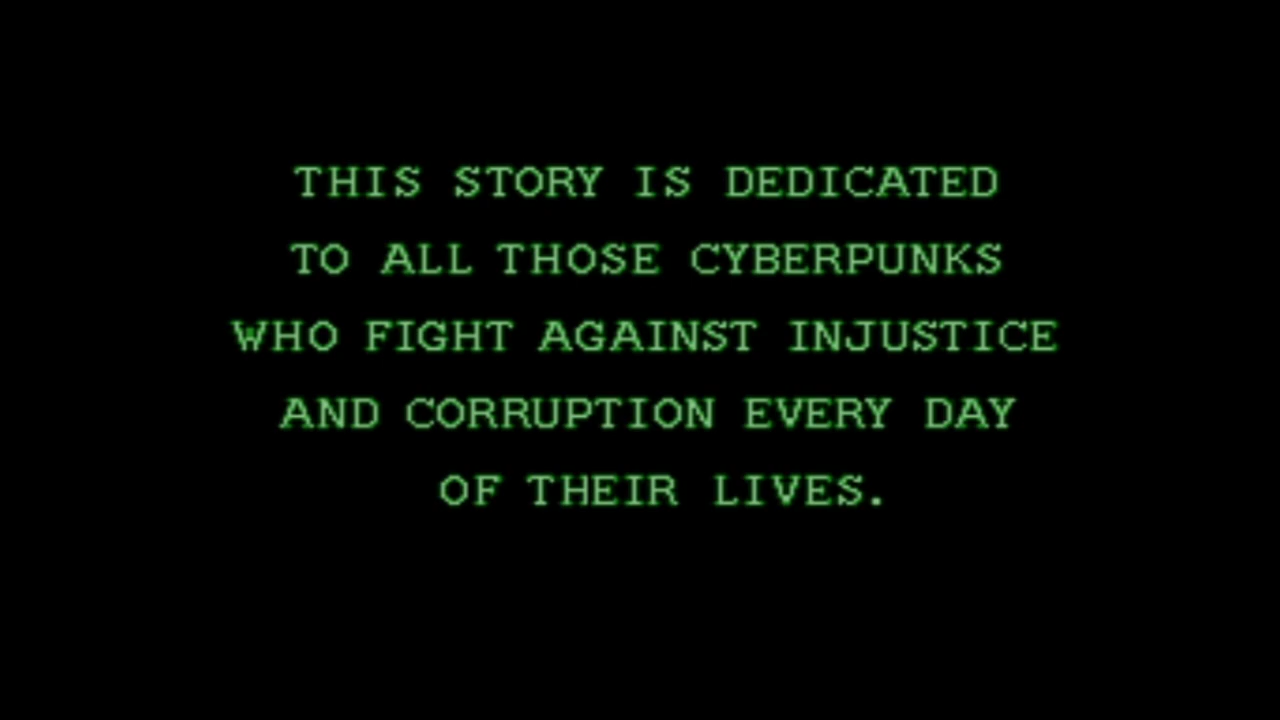 THIS STORY IS DEDICATED
TO ALL THOSE CYBERPUNKS
WHO FIGHT AGAINST INJUSTICE
AND CORRUPTION EVERY DAY
OF THEIR LIVES.